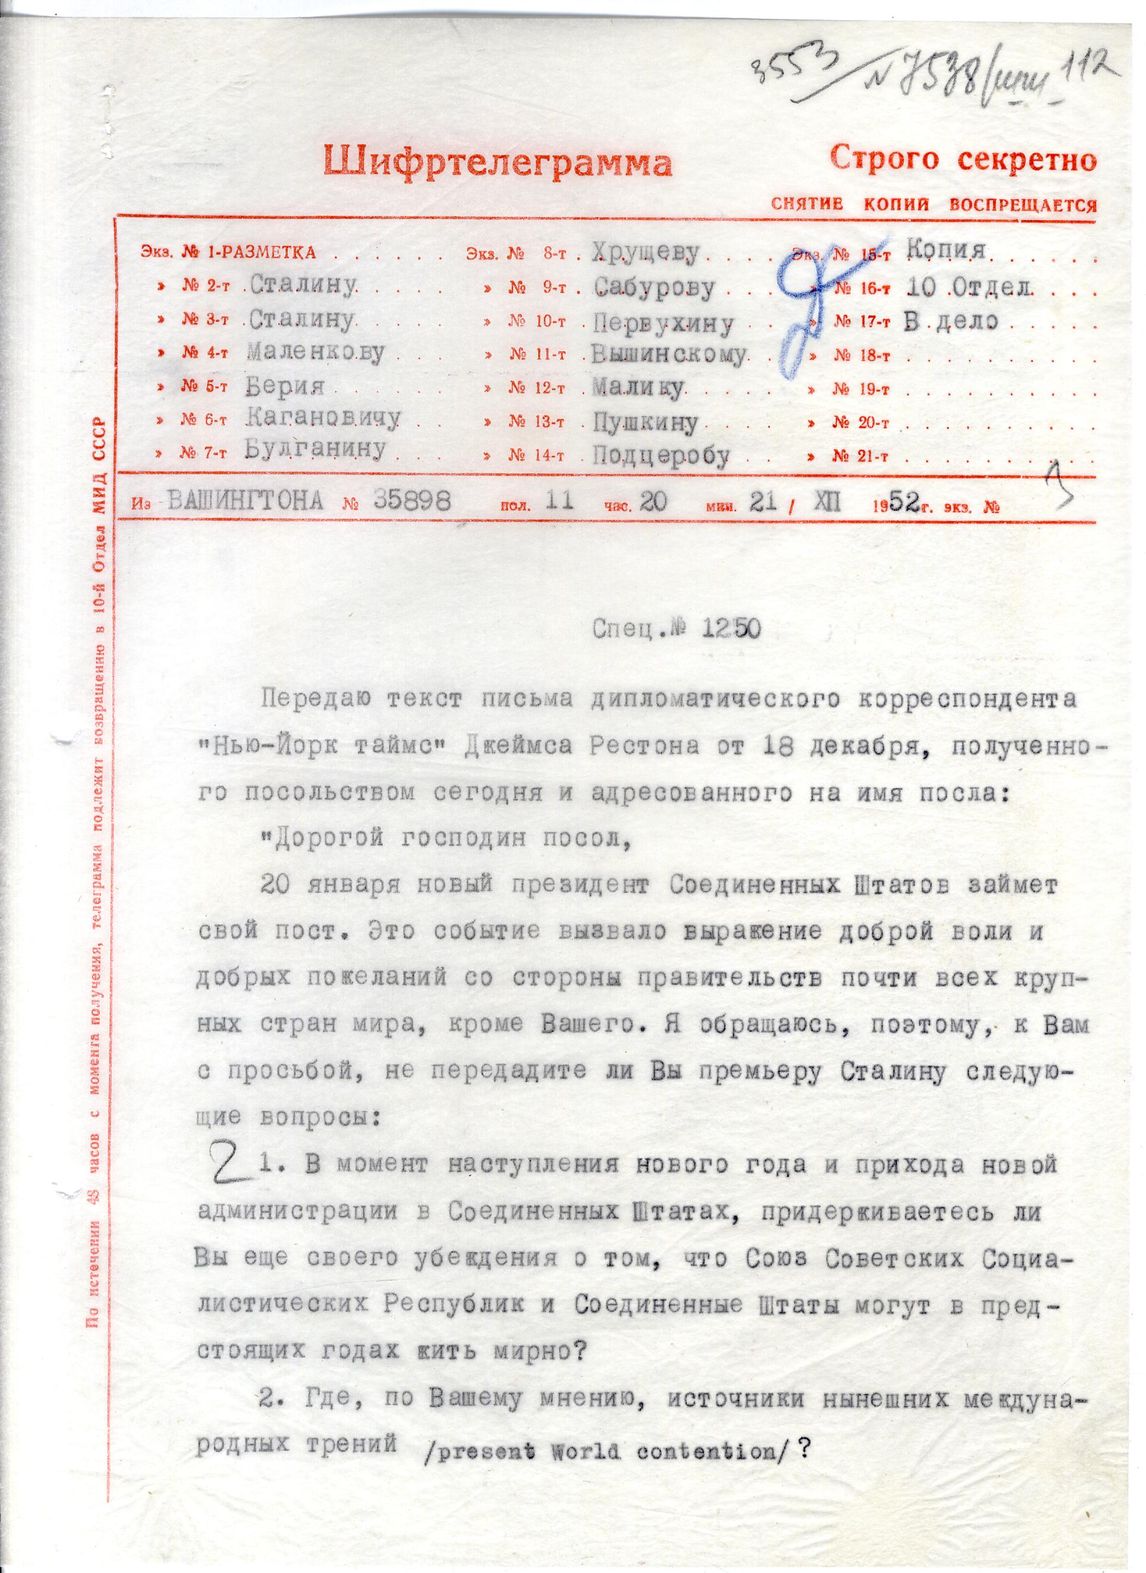 3553 № 7538/ 112
Шифртелеграмма Строго секретно
СНЯТИЕ КОПИЙ ВОСПРЕЩАЕТСЯ
Экз. № 1-РАЗМЕТКА Экз. № 8-т Хрущеву Экз. № 15-т Копия
» № 2-т Сталину » № 9-т Сабурову » № 16-т 10 Отдел
» № 3-т Сталину » № 10-т Первухину » № 17-т В дело
» № 4-т Маленкову » № 11-т Вышинскому » № 18-т
» № 5-т Берия » № 12-т Малику » № 19-т
» № 6-т Кагановичу » № 13-т Пушкину » № 20-т
» № 7-т Булганину » № 14-т Подцеробу » № 21-т
Из ВАШИНГТОНА № 35898 пол. 11 час. 20 мин. 21 / XII 1952г. экз. №
По истечении 48 часов с момента получения, телеграмма подлежит возвращению в 10-й Отдел МИД СССР
Спец.№ 1250
Передаю текст письма дипломатического корреспондента
"Нью-Йорк таймс" Джеймса Рестона от 18 декабря, полученно-
го посольством сегодня и адресованного на имя посла:
"Дорогой господин посол,
20 января новый президент Соединенных Штатов займет
свой пост. Это событие вызвало выражение доброй воли и
добрых пожеланий со стороны правительств почти всех круп-
ных стран мира, кроме Вашего. Я обращаюсь, поэтому, к Вам
с просьбой, не передадите ли Вы премьеру Сталину следую-
щие вопросы:
2 1. В момент наступления нового года и прихода новой
администрации в Соединенных Штатах, придерживаетесь ли
Вы еще своего убеждения о том, что Союз Советских Социа-
листических Республик и Соединенные Штаты могут в пред-
стоящих годах жить мирно?
2. Где, по Вашему мнению, источники нынешних междуна-
родных трений /present World contention/?